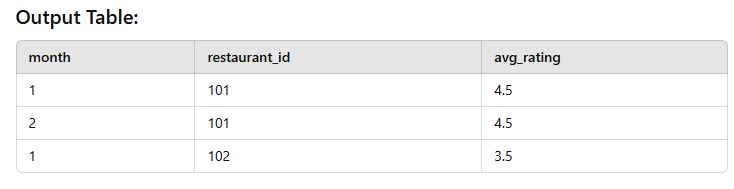 Output Table:
month restaurant_id avg_rating
1 101 4.5
2 101 4.5
1 102 3.5